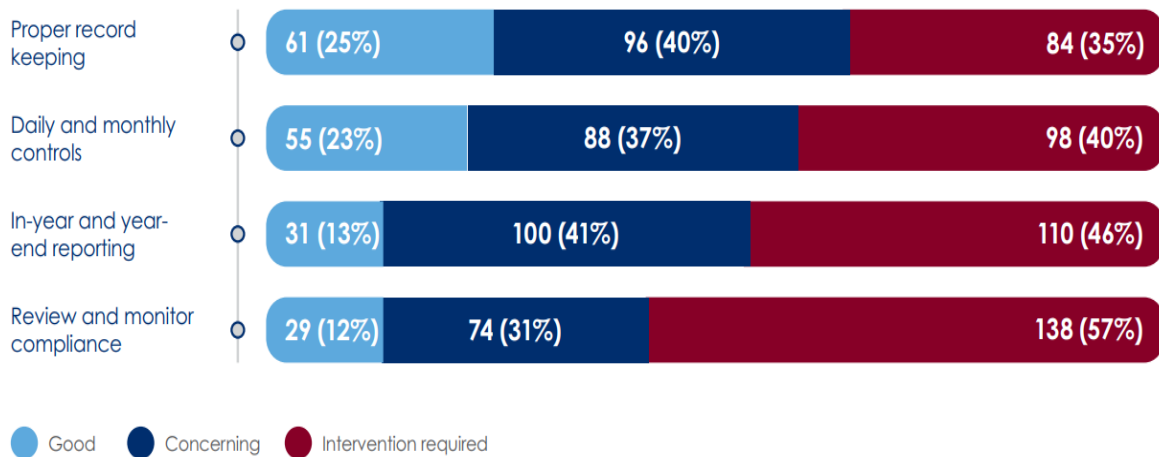 Proper record
keeping
61 (25%) 96 (40%) 84 (35%)
Daily and monthly
controls
55 (23%) 88 (37%) 98 (40%)
In-year and year-
end reporting
31 (13%) 100 (41%) 110 (46%)
Review and monitor
compliance
29 (12%) 74 (31%) 138 (57%)
Good Concerning Intervention required